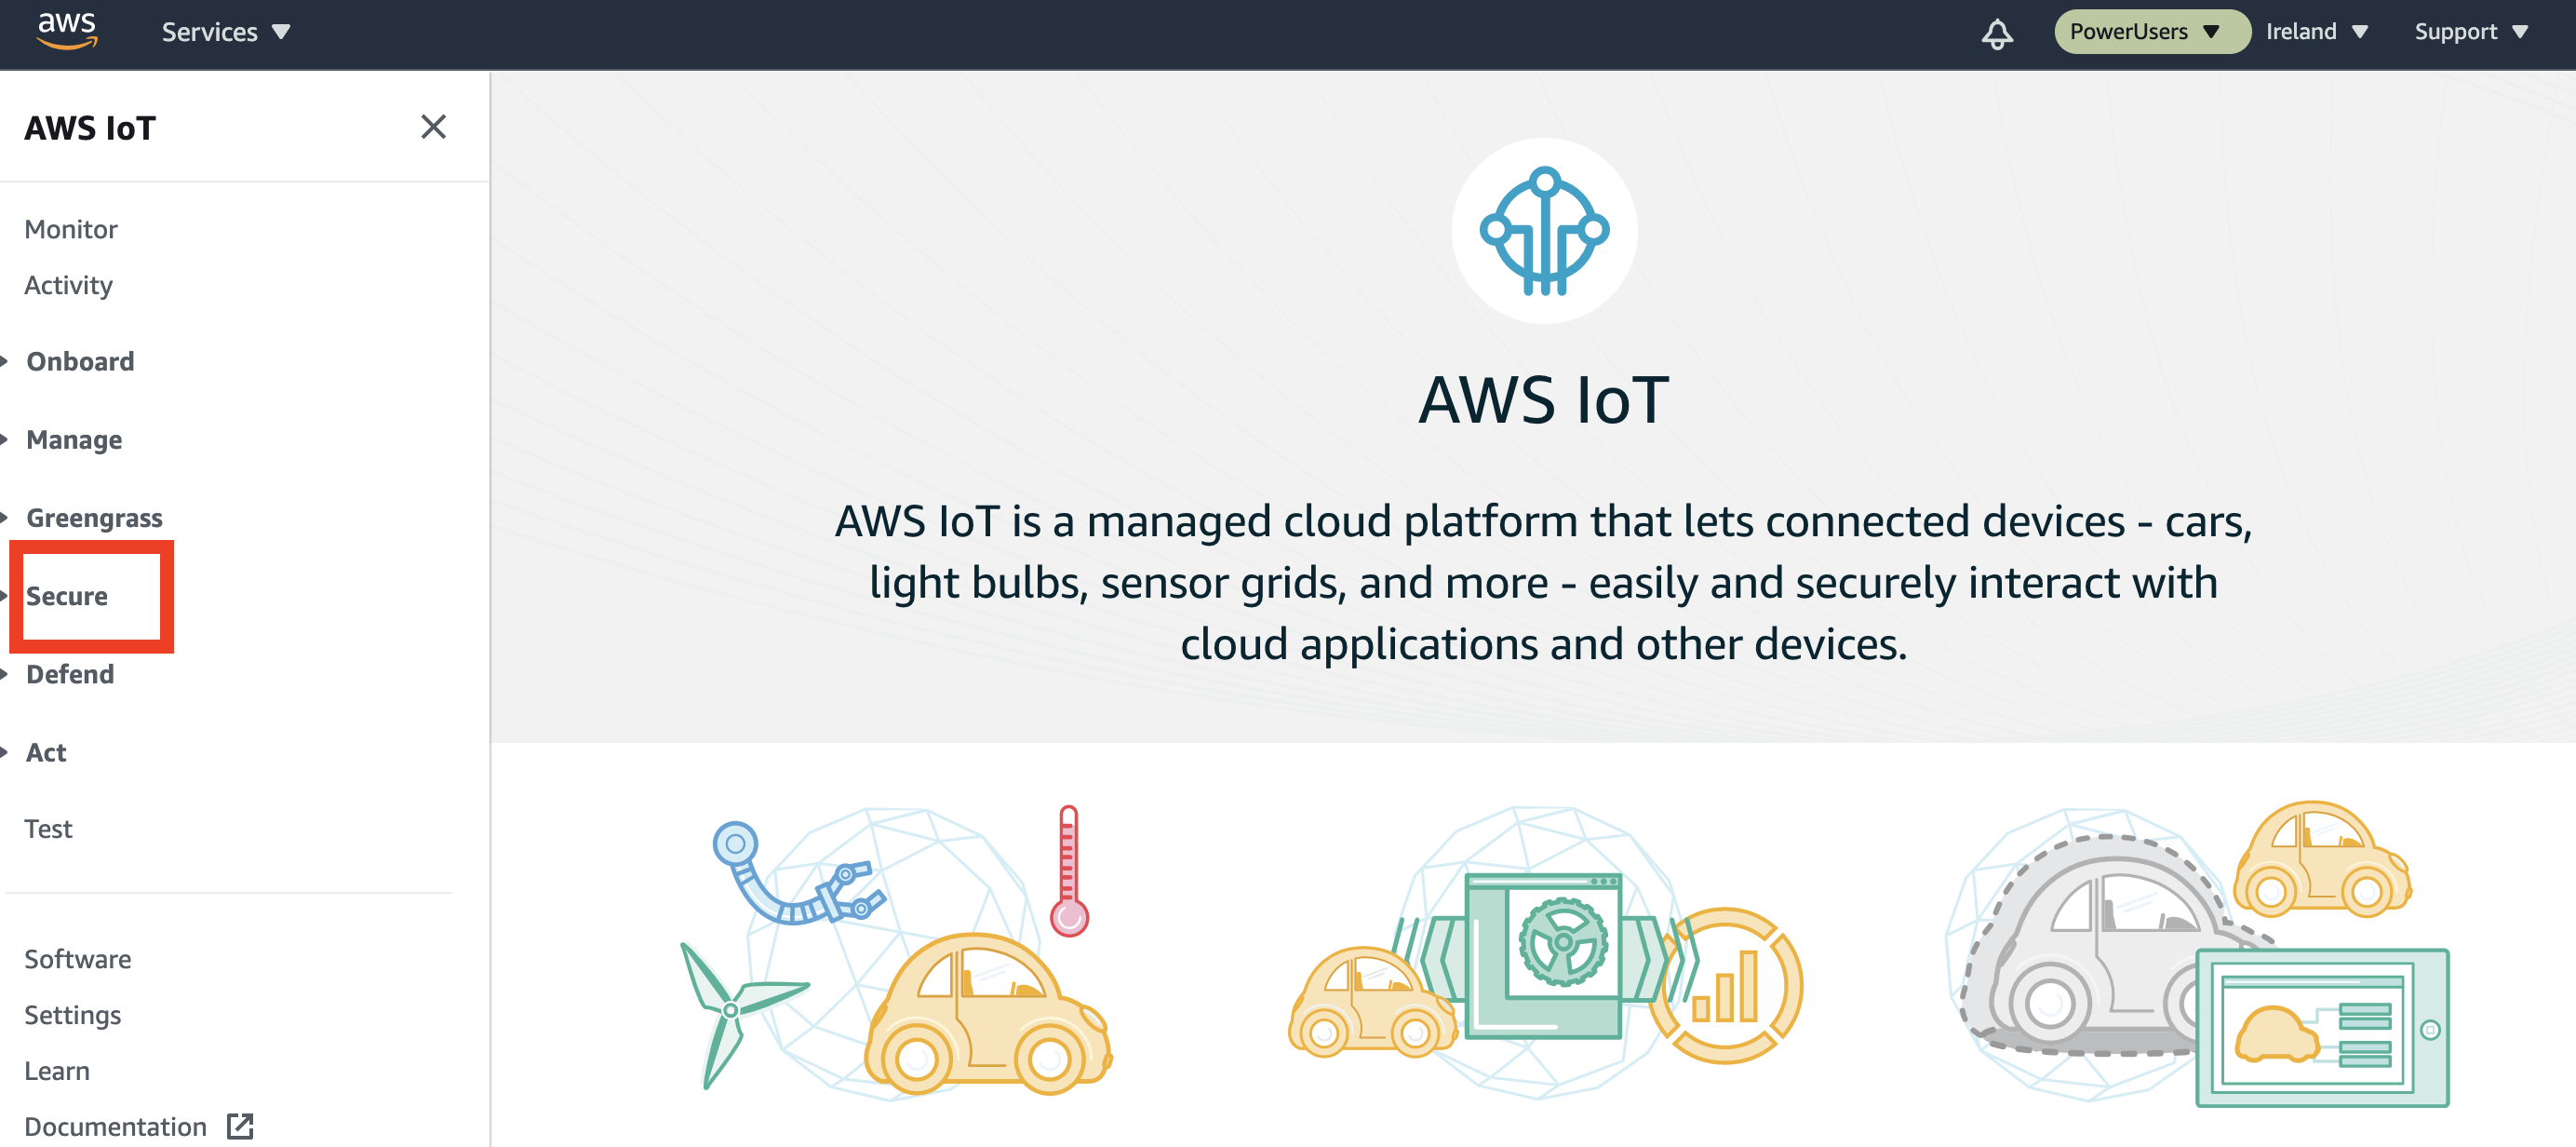 aws
Services
PowerUsers
Ireland
Support
AWS IoT
Monitor
Activity
Onboard
Manage
Greengrass
Secure
Defend
Act
Test
Software
Settings
Learn
Documentation
AWS IoT
AWS IoT is a managed cloud platform that lets connected devices - cars,
light bulbs, sensor grids, and more - easily and securely interact with
cloud applications and other devices.